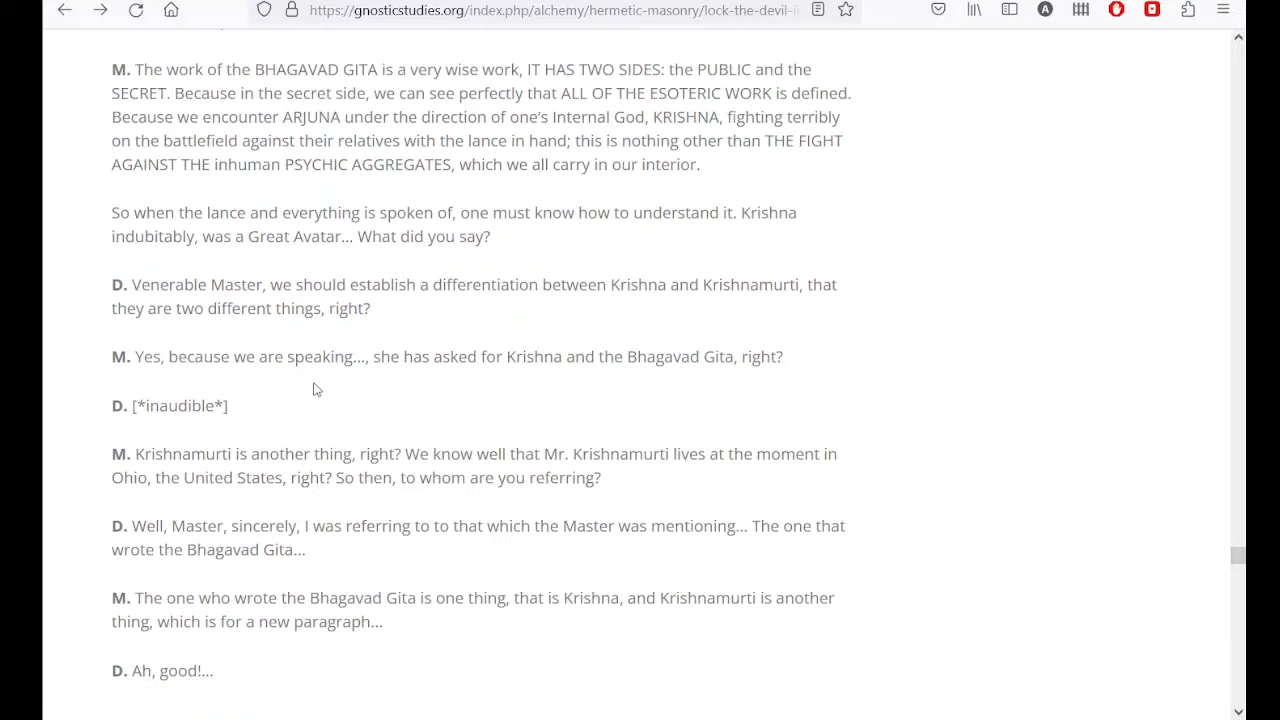 https://gnosticstudies.org/index.php/alchemy/hermetic-masonry/lock-the-devil-i
M. The work of the BHAGAVAD GITA is a very wise work, IT HAS TWO SIDES: the PUBLIC and the
SECRET. Because in the secret side, we can see perfectly that ALL OF THE ESOTERIC WORK is defined.
Because we encounter ARJUNA under the direction of one's Internal God, KRISHNA, fighting terribly
on the battlefield against their relatives with the lance in hand; this is nothing other than THE FIGHT
AGAINST THE inhuman PSYCHIC AGGREGATES, which we all carry in our interior.
So when the lance and everything is spoken of, one must know how to understand it. Krishna
indubitably, was a Great Avatar... What did you say?
D. Venerable Master, we should establish a differentiation between Krishna and Krishnamurti, that
they are two different things, right?
M. Yes, because we are speaking..., she has asked for Krishna and the Bhagavad Gita, right?
D. [*inaudible*]
M. Krishnamurti is another thing, right? We know well that Mr. Krishnamurti lives at the moment in
Ohio, the United States, right? So then, to whom are you referring?
D. Well, Master, sincerely, I was referring to to that which the Master was mentioning... The one that
wrote the Bhagavad Gita...
M. The one who wrote the Bhagavad Gita is one thing, that is Krishna, and Krishnamurti is another
thing, which is for a new paragraph...
D. Ah, good!...